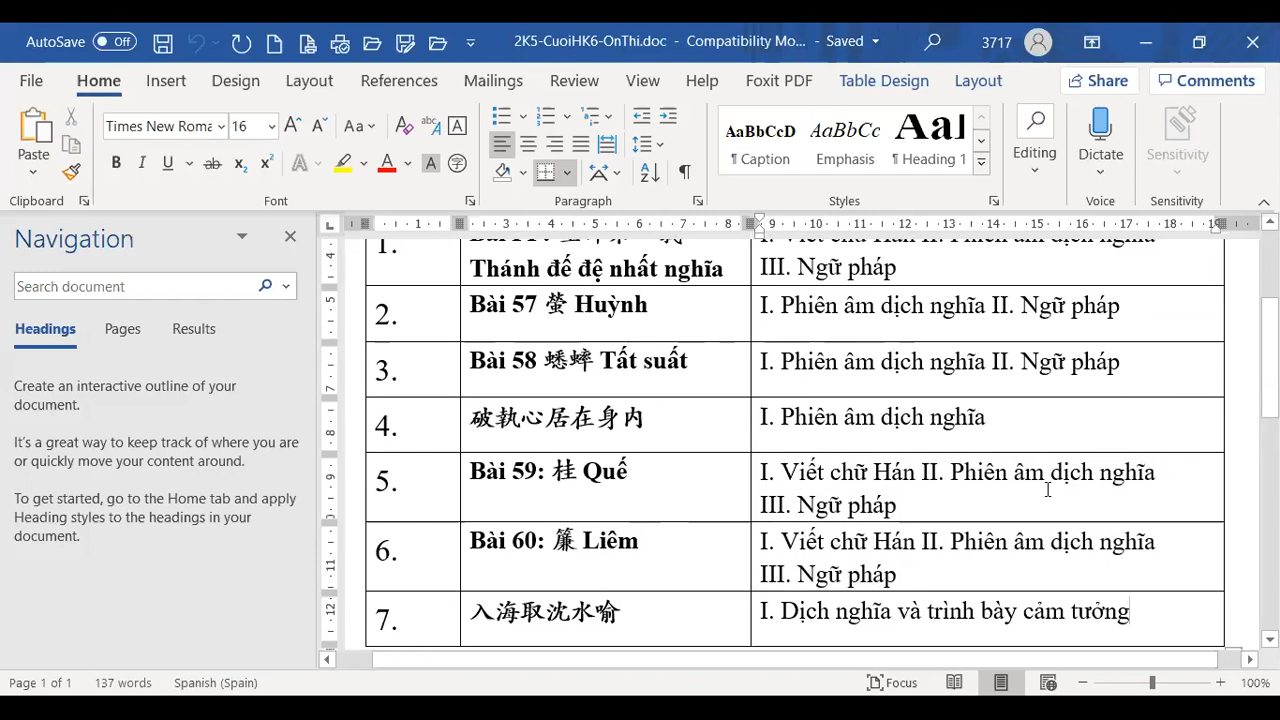 AutoSave Off 2K5-CuoiHK6-OnThi.doc - Compatibility Mo... - Saved 3717
File Home Insert Design Layout References Mailings Review View Help Foxit PDF Table Design Layout Share Comments
Times New Roma 16
Paste
AaBbCcD AaBbCc AaI
¶ Caption Emphasis ¶ Heading 1
Editing Dictate Sensitivity
Clipboard Font Paragraph Styles Voice Sensitivity
Navigation
Search document
Headings Pages Results
Create an interactive outline of your
document.
It's a great way to keep track of where you are
or quickly move your content around.
To get started, go to the Home tab and apply
Heading styles to the headings in your
document.
1. I. Viết chữ Hán II. Phiên âm dịch nghĩa
Thánh đế đệ nhất nghĩa III. Ngữ pháp
2. Bài 57 螢 Huỳnh I. Phiên âm dịch nghĩa II. Ngữ pháp
3. Bài 58 蟋蟀 Tất suất I. Phiên âm dịch nghĩa II. Ngữ pháp
4. 破執心居在身内 I. Phiên âm dịch nghĩa
5. Bài 59: 桂 Quế I. Viết chữ Hán II. Phiên âm dịch nghĩa
III. Ngữ pháp
6. Bài 60: 簾 Liêm I. Viết chữ Hán II. Phiên âm dịch nghĩa
III. Ngữ pháp
7. 入海取沈水喻 I. Dịch nghĩa và trình bày cảm tưởng
Page 1 of 1 137 words Spanish (Spain) Focus 100%